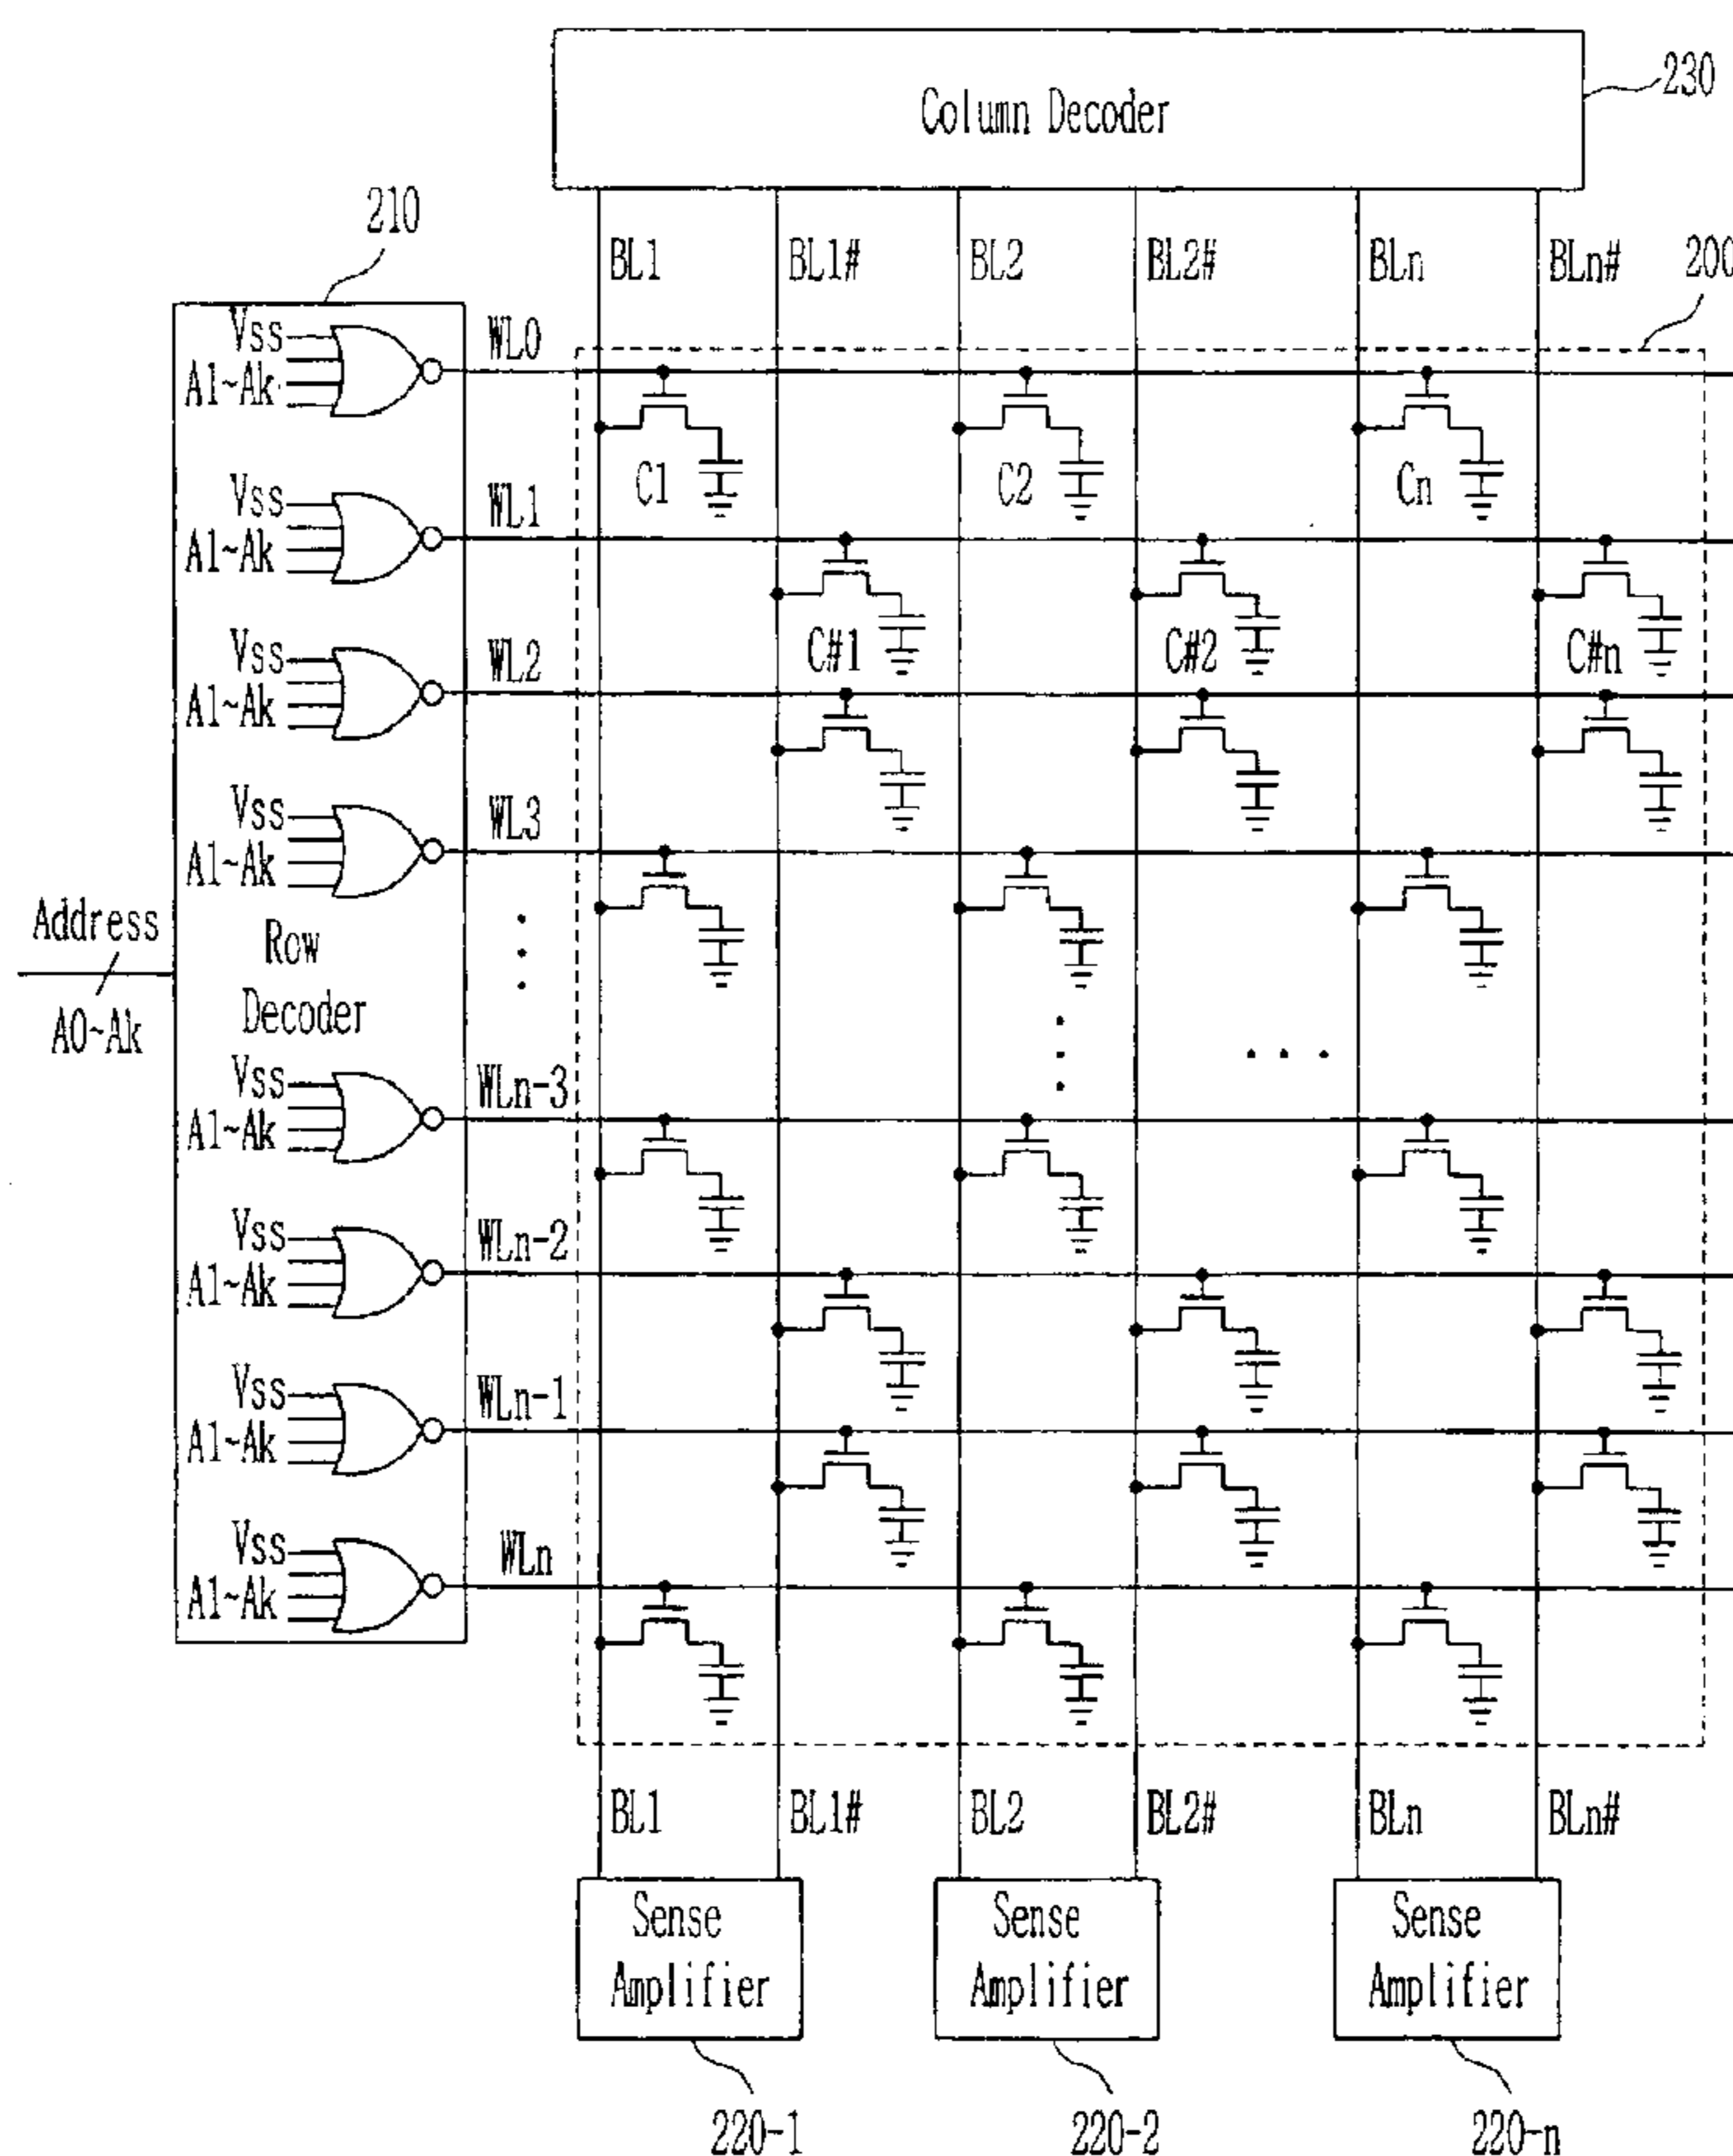 Column Decoder
230
210
BL1 BL1# BL2 BL2# BLn BLn#
200
Vss
A1~Ak
WL0
C1 C2 Cn
Vss
A1~Ak
WL1
C#1 C#2 C#n
Vss
A1~Ak
WL2
Vss
A1~Ak
WL3
Address
A0~Ak
Row
Decoder
Vss
A1~Ak
WLn-3
Vss
A1~Ak
WLn-2
Vss
A1~Ak
WLn-1
Vss
A1~Ak
WLn
BL1 BL1# BL2 BL2# BLn BLn#
Sense
Amplifier
Sense
Amplifier
Sense
Amplifier
220-1 220-2 220-n